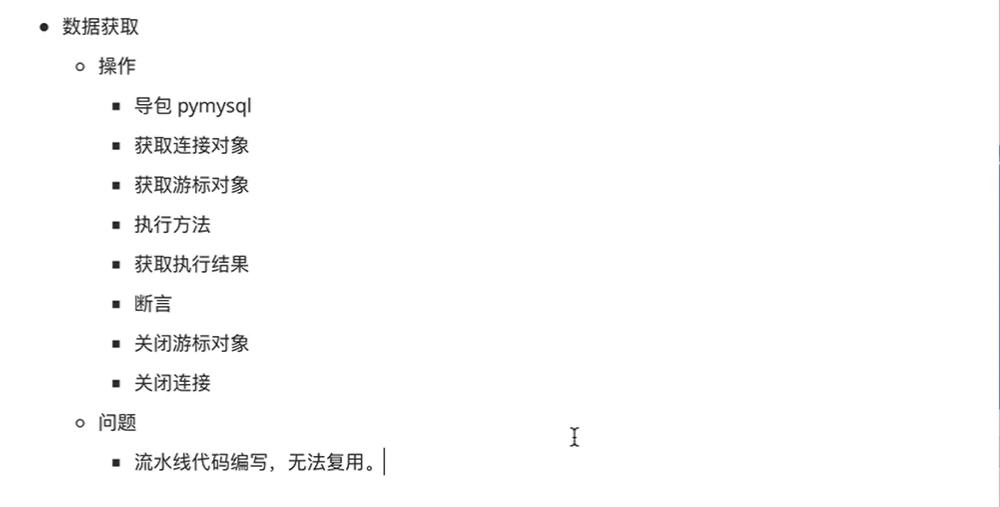 数据获取
操作
导包 pymysql
获取连接对象
获取游标对象
执行方法
获取执行结果
断言
关闭游标对象
关闭连接
问题
流水线代码编写，无法复用。